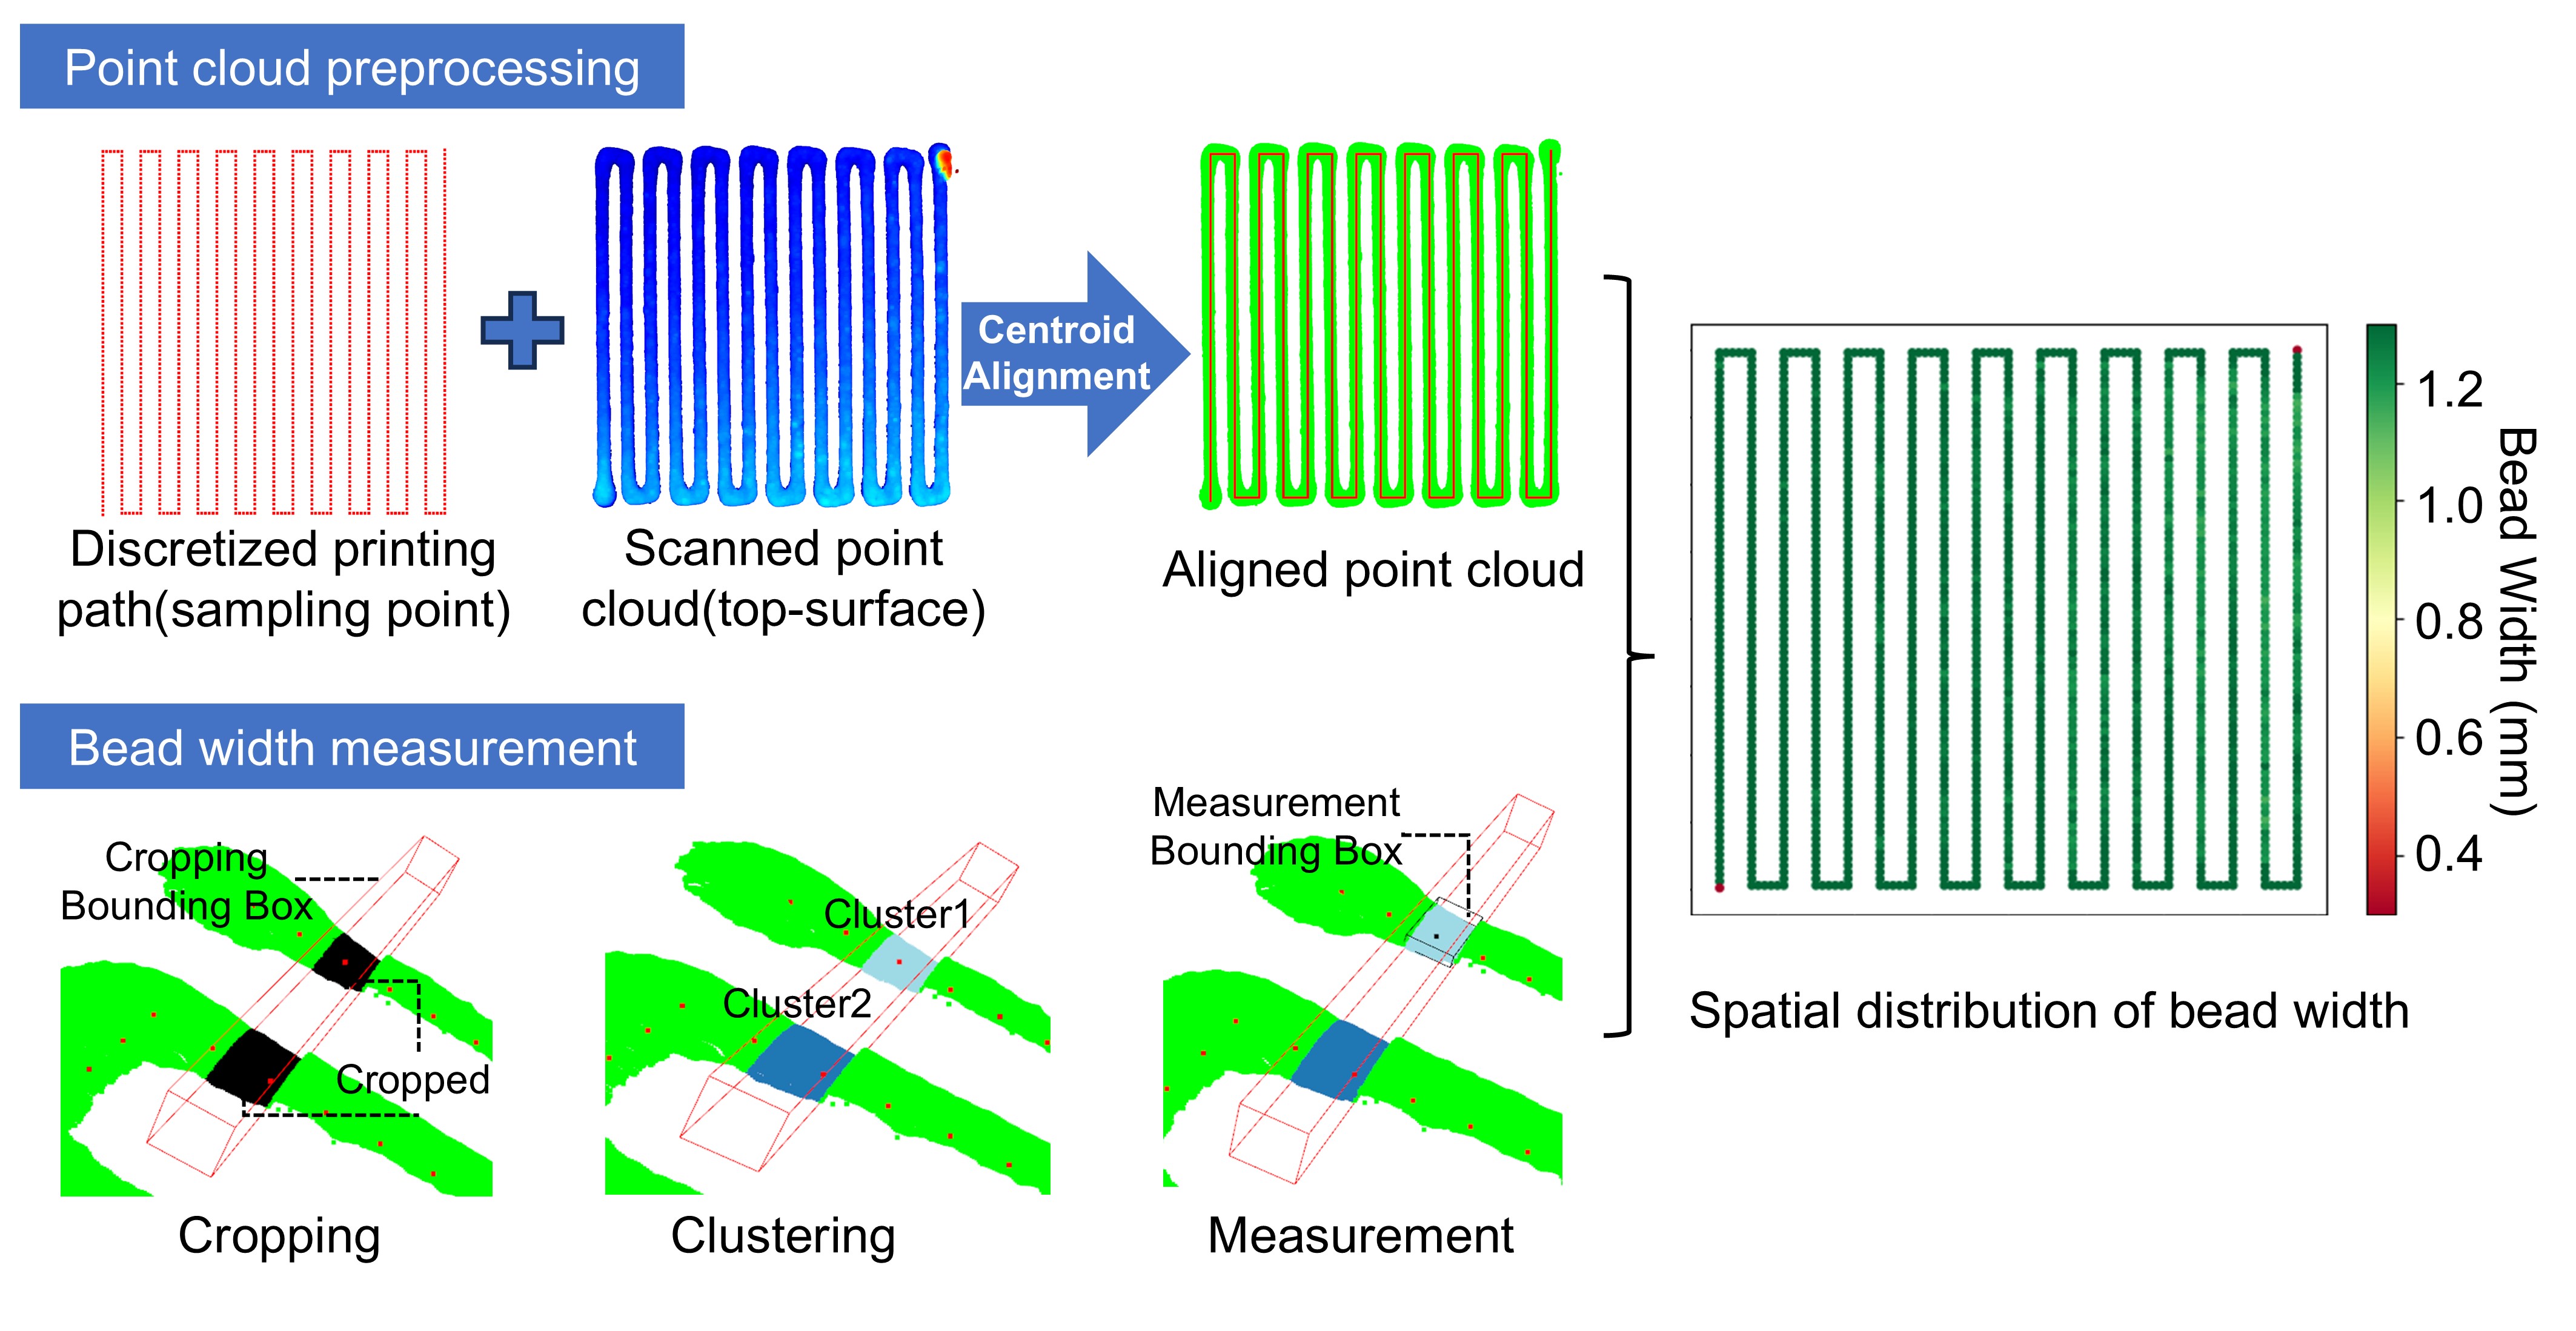 Point cloud preprocessing
Discretized printing
path(sampling point)
Scanned point
cloud(top-surface)
Centroid
Alignment
Aligned point cloud
Bead width measurement
Cropping
Bounding Box
Cropped
Cropping
Cluster1
Cluster2
Clustering
Measurement
Bounding Box
Measurement
1.2
1.0
0.8
0.6
0.4
Bead Width (mm)
Spatial distribution of bead width